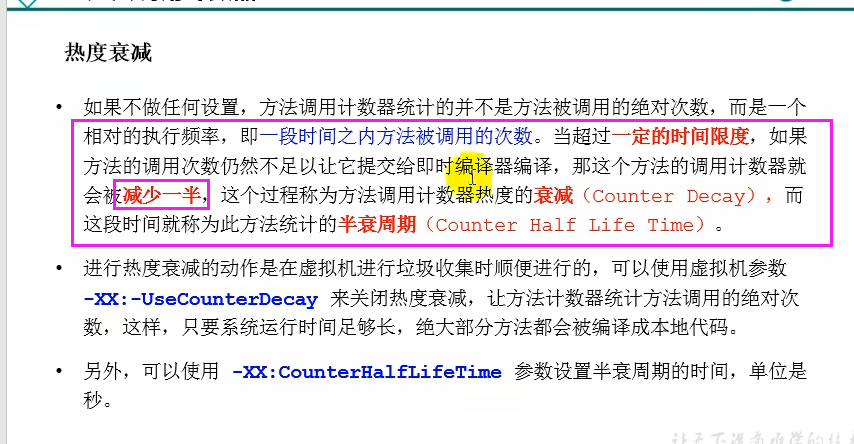 热度衰减
• 如果不做任何设置，方法调用计数器统计的并不是方法被调用的绝对次数，而是一个
相对的执行频率，即一段时间之内方法被调用的次数。当超过一定的时间限度，如果
方法的调用次数仍然不足以让它提交给即时编译器编译，那这个方法的调用计数器就
会被减少一半，这个过程称为方法调用计数器热度的衰减（Counter Decay），而
这段时间就称为此方法统计的半衰周期（Counter Half Life Time）。
• 进行热度衰减的动作是在虚拟机进行垃圾收集时顺便进行的，可以使用虚拟机参数
-XX:-UseCounterDecay 来关闭热度衰减，让方法计数器统计方法调用的绝对次
数，这样，只要系统运行时间足够长，绝大部分方法都会被编译成本地代码。
• 另外，可以使用 -XX:CounterHalfLifeTime 参数设置半衰周期的时间，单位是
秒。